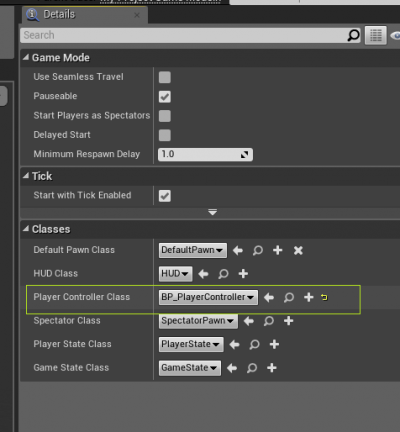 Details
Search
Game Mode
Use Seamless Travel
Pauseable
Start Players as Spectators
Delayed Start
Minimum Respawn Delay 1.0
Tick
Start with Tick Enabled
Classes
Default Pawn Class DefaultPawn
HUD Class HUD
Player Controller Class BP_PlayerController
Spectator Class SpectatorPawn
Player State Class PlayerState
Game State Class GameState